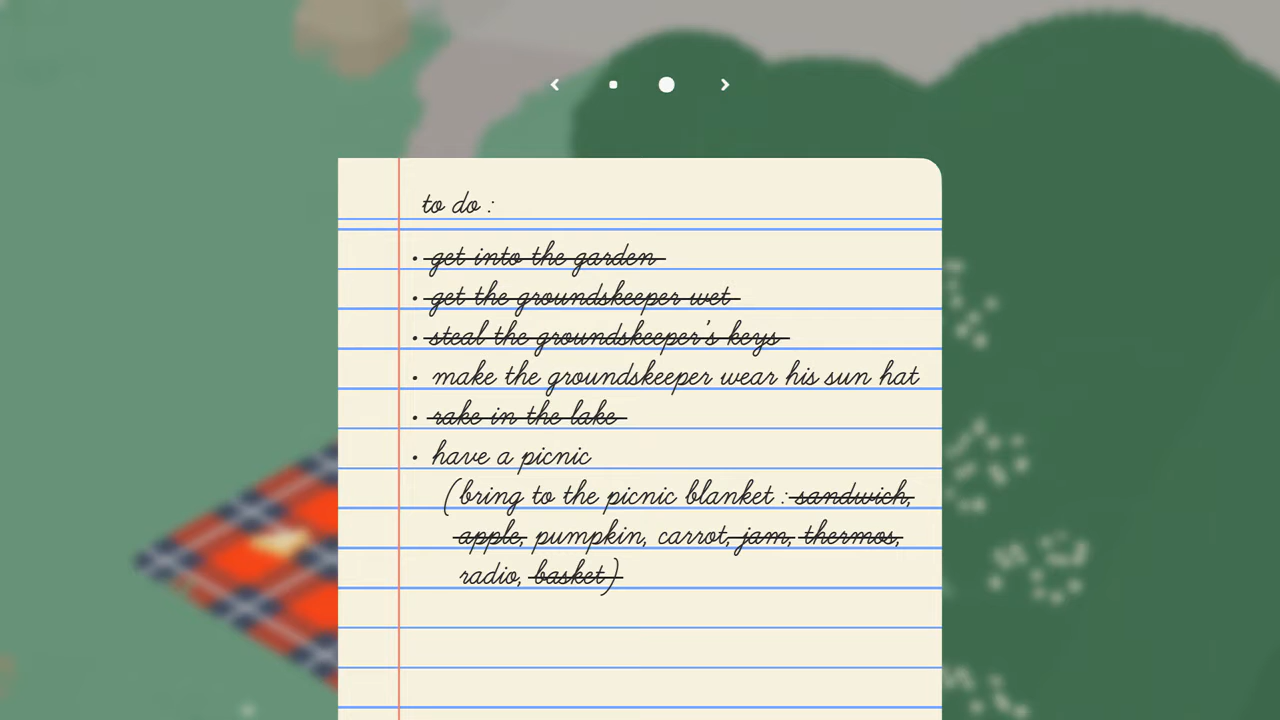 to do :
• get into the garden
• get the groundskeeper wet
• steal the groundskeeper's keys
• make the groundskeeper wear his sun hat
• rake in the lake
• have a picnic
(bring to the picnic blanket : sandwich,
apple, pumpkin, carrot, jam, thermos,
radio, basket)